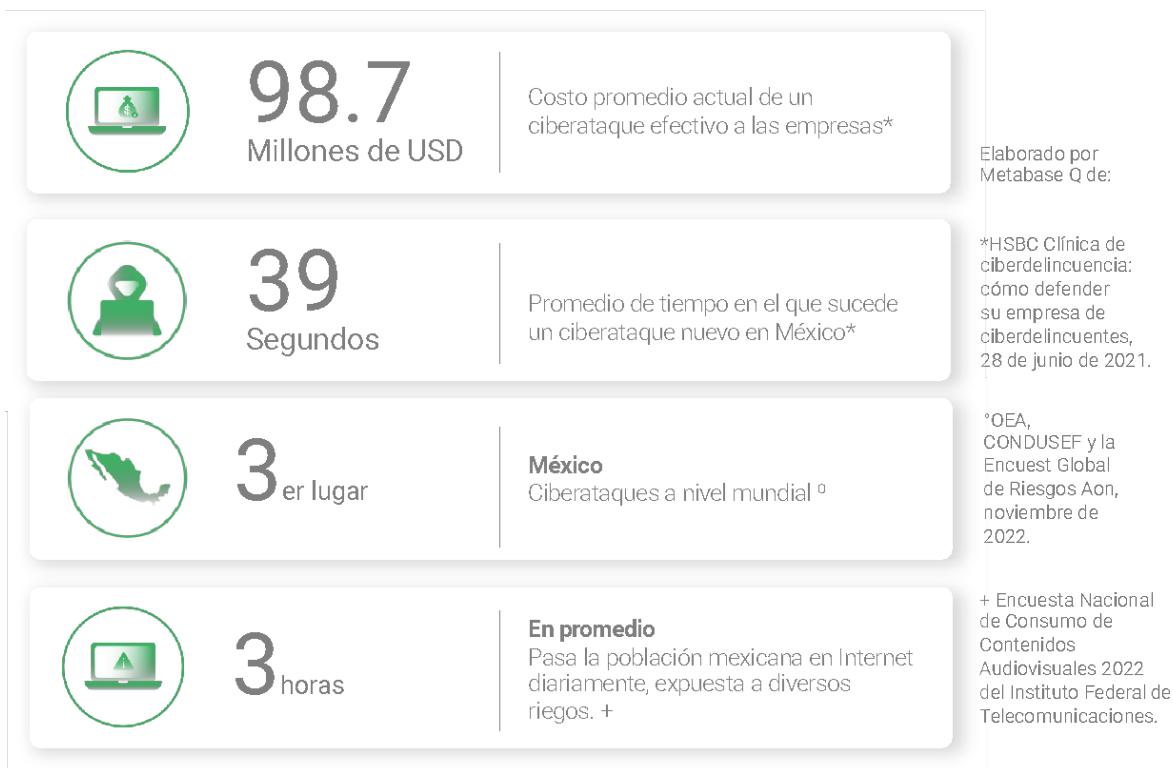 98.7
Millones de USD
Costo promedio actual de un
ciberataque efectivo a las empresas*
39
Segundos
Promedio de tiempo en el que sucede
un ciberataque nuevo en México*
3er lugar
México
Ciberataques a nivel mundial º
3horas
En promedio
Pasa la población mexicana en Internet
diariamente, expuesta a diversos
riegos. +
Elaborado por
Metabase Q de:
*HSBC Clínica de
ciberdelincuencia:
cómo defender
su empresa de
ciberdelincuentes,
28 de junio de 2021.
°OEA,
CONDUSEF y la
Encuest Global
de Riesgos Aon,
noviembre de
2022.
+ Encuesta Nacional
de Consumo de
Contenidos
Audiovisuales 2022
del Instituto Federal de
Telecomunicaciones.